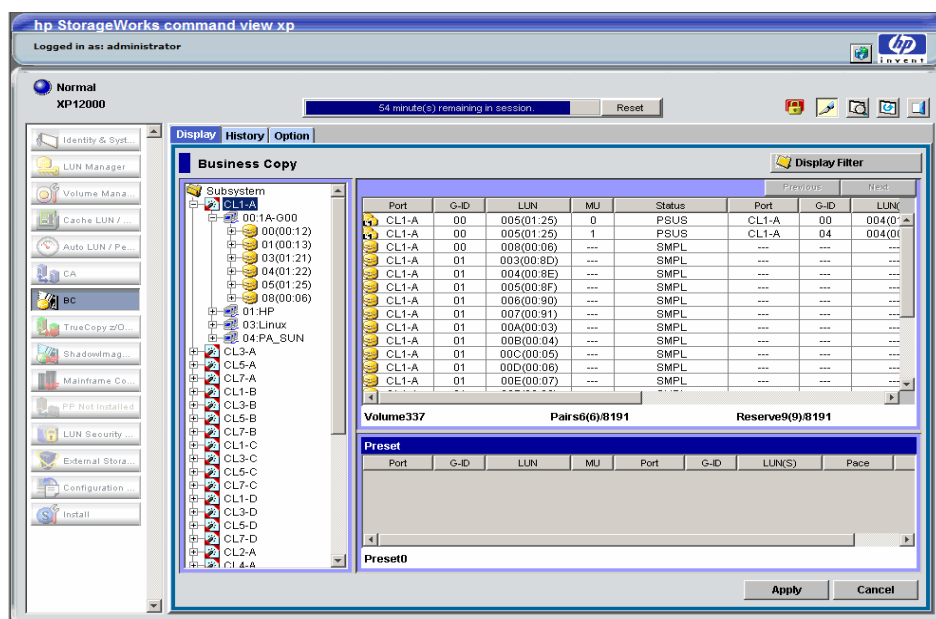 hp StorageWorks command view xp
Logged in as: administrator
hp
invent
Normal
XP12000
54 minute(s) remaining in session.
Reset
Identity & Syst...
LUN Manager
Volume Mana...
Cache LUN / ...
Auto LUN / Pe...
CA
BC
TrueCopy z/O...
ShadowImag...
Mainframe Co...
PP Not Installed
LUN Security ...
External Stora...
Configuration ...
Install
Display History Option
Business Copy
Display Filter
Subsystem
CL1-A
00:1A-G00
00(00:12)
01(00:13)
03(01:21)
04(01:22)
05(01:25)
08(00:06)
01:HP
03:Linux
04:PA_SUN
CL3-A
CL5-A
CL7-A
CL1-B
CL3-B
CL5-B
CL7-B
CL1-C
CL3-C
CL5-C
CL7-C
CL1-D
CL3-D
CL5-D
CL7-D
CL2-A
CL4-A
Previous Next
Port G-ID LUN MU Status Port G-ID LUN(
CL1-A 00 005(01:25) 0 PSUS CL1-A 00
CL1-A 00 005(01:25) 1 PSUS CL1-A 04
CL1-A 00 008(00:06) --- SMPL --- --- ---
CL1-A 01 003(00:8D) --- SMPL --- --- ---
CL1-A 01 004(00:8E) --- SMPL --- --- ---
CL1-A 01 005(00:8F) --- SMPL --- --- ---
CL1-A 01 006(00:90) --- SMPL --- --- ---
CL1-A 01 007(00:91) --- SMPL --- --- ---
CL1-A 01 00A(00:03) --- SMPL --- --- ---
CL1-A 01 00B(00:04) --- SMPL --- --- ---
CL1-A 01 00C(00:05) --- SMPL --- --- ---
CL1-A 01 00D(00:06) --- SMPL --- --- ---
CL1-A 01 00E(00:07) --- SMPL --- --- ---
Volume337 Pairs6(6)/8191 Reserve9(9)/8191
Preset
Port G-ID LUN MU Port G-ID LUN(S) Pace
Preset0
Apply Cancel